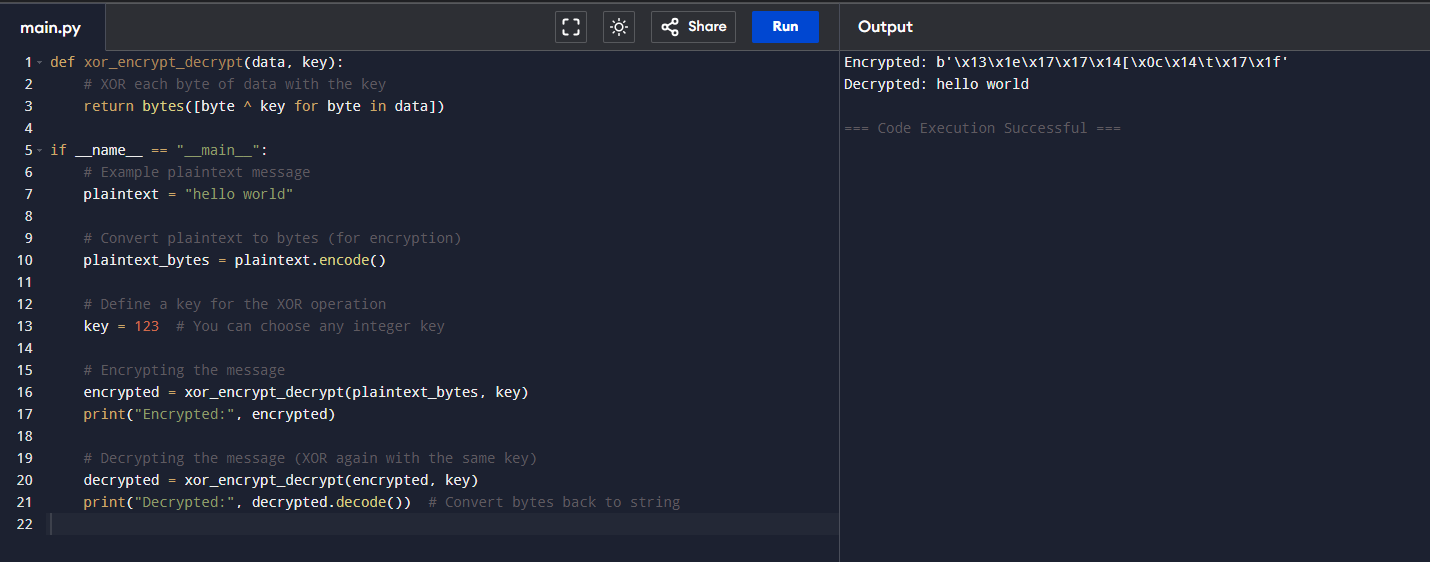 main.py
Share
Run
Output
1 def xor_encrypt_decrypt(data, key):
2     # XOR each byte of data with the key
3     return bytes([byte ^ key for byte in data])
4
5 if __name__ == "__main__":
6     # Example plaintext message
7     plaintext = "hello world"
8
9     # Convert plaintext to bytes (for encryption)
10     plaintext_bytes = plaintext.encode()
11
12     # Define a key for the XOR operation
13     key = 123  # You can choose any integer key
14
15     # Encrypting the message
16     encrypted = xor_encrypt_decrypt(plaintext_bytes, key)
17     print("Encrypted:", encrypted)
18
19     # Decrypting the message (XOR again with the same key)
20     decrypted = xor_encrypt_decrypt(encrypted, key)
21     print("Decrypted:", decrypted.decode())  # Convert bytes back to string
22
Encrypted: b'\x13\x1e\x17\x17\x14[\x0c\x14\t\x17\x1f'
Decrypted: hello world
=== Code Execution Successful ===